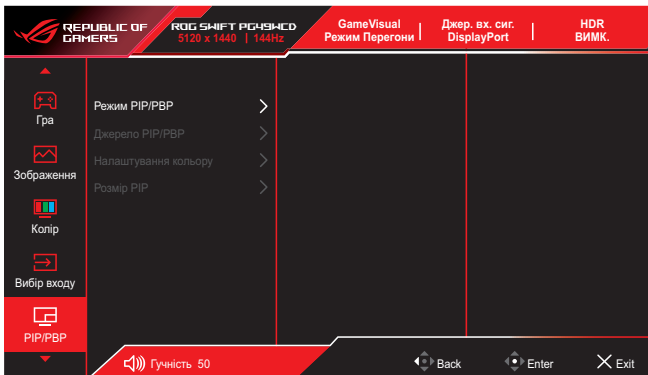 REPUBLIC OF
GAMERS
ROG SWIFT PG49WCD
5120 x 1440 | 144Hz
GameVisual
Режим Перегони
Джер. вх. сиг.
DisplayPort
HDR
ВИМК.
Гра
Зображення
Колір
Вибір входу
PIP/PBP
Режим PIP/PBP
Джерело PIP/PBP
Налаштування кольору
Розмір PIP
Гучність 50
Back
Enter
Exit